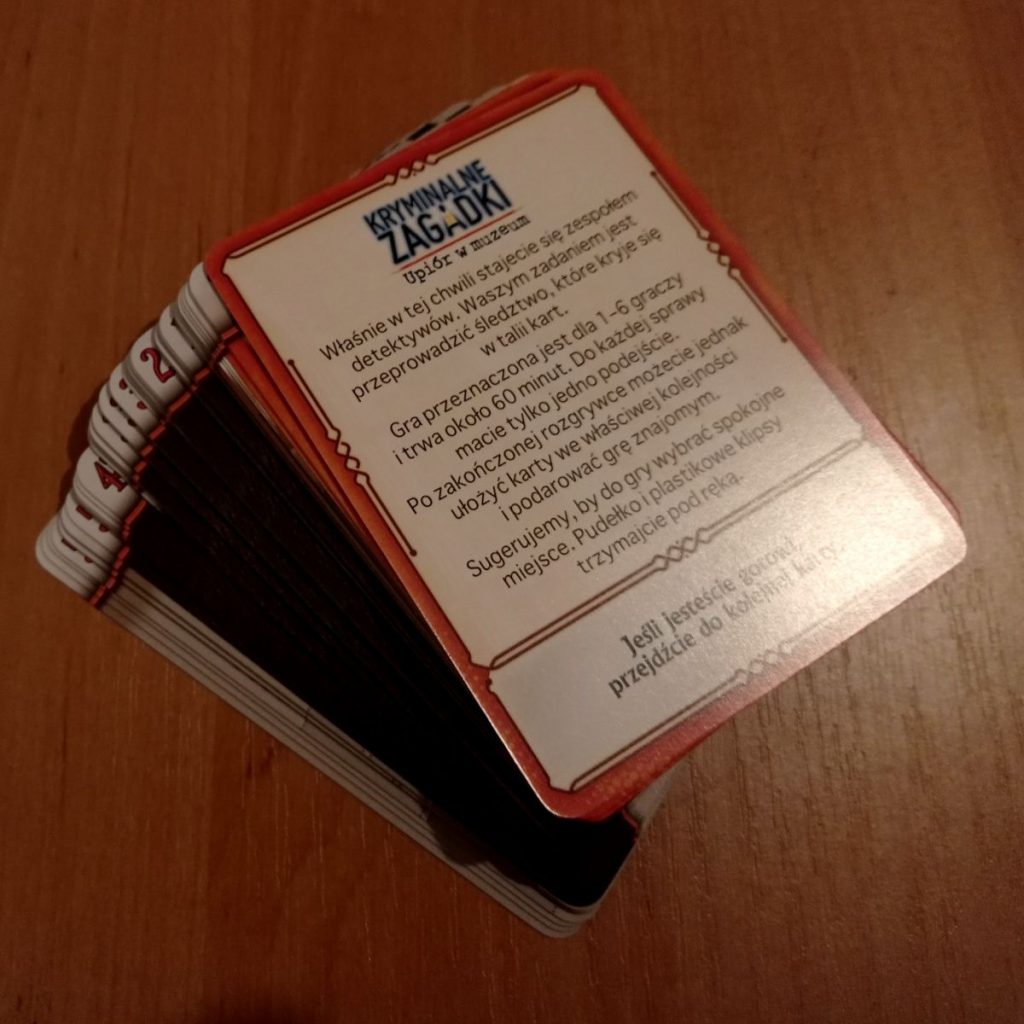 KRYMINALNE
ZAGADKI
Upiór w muzeum
Właśnie w tej chwili stajecie się zespołem
detektywów. Waszym zadaniem jest
przeprowadzić śledztwo, które kryje się
w talii kart.
Gra przeznaczona jest dla 1–6 graczy
i trwa około 60 minut. Do każdej sprawy
macie tylko jedno podejście.
Po zakończonej rozgrywce możecie jednak
ułożyć karty we właściwej kolejności
i podarować grę znajomym.
Sugerujemy, by do gry wybrać spokojne
miejsce. Pudełko i plastikowe klipsy
trzymajcie pod ręką.
Jeśli jesteście gotowi,
przejdźcie do kolejnej karty.
2
4